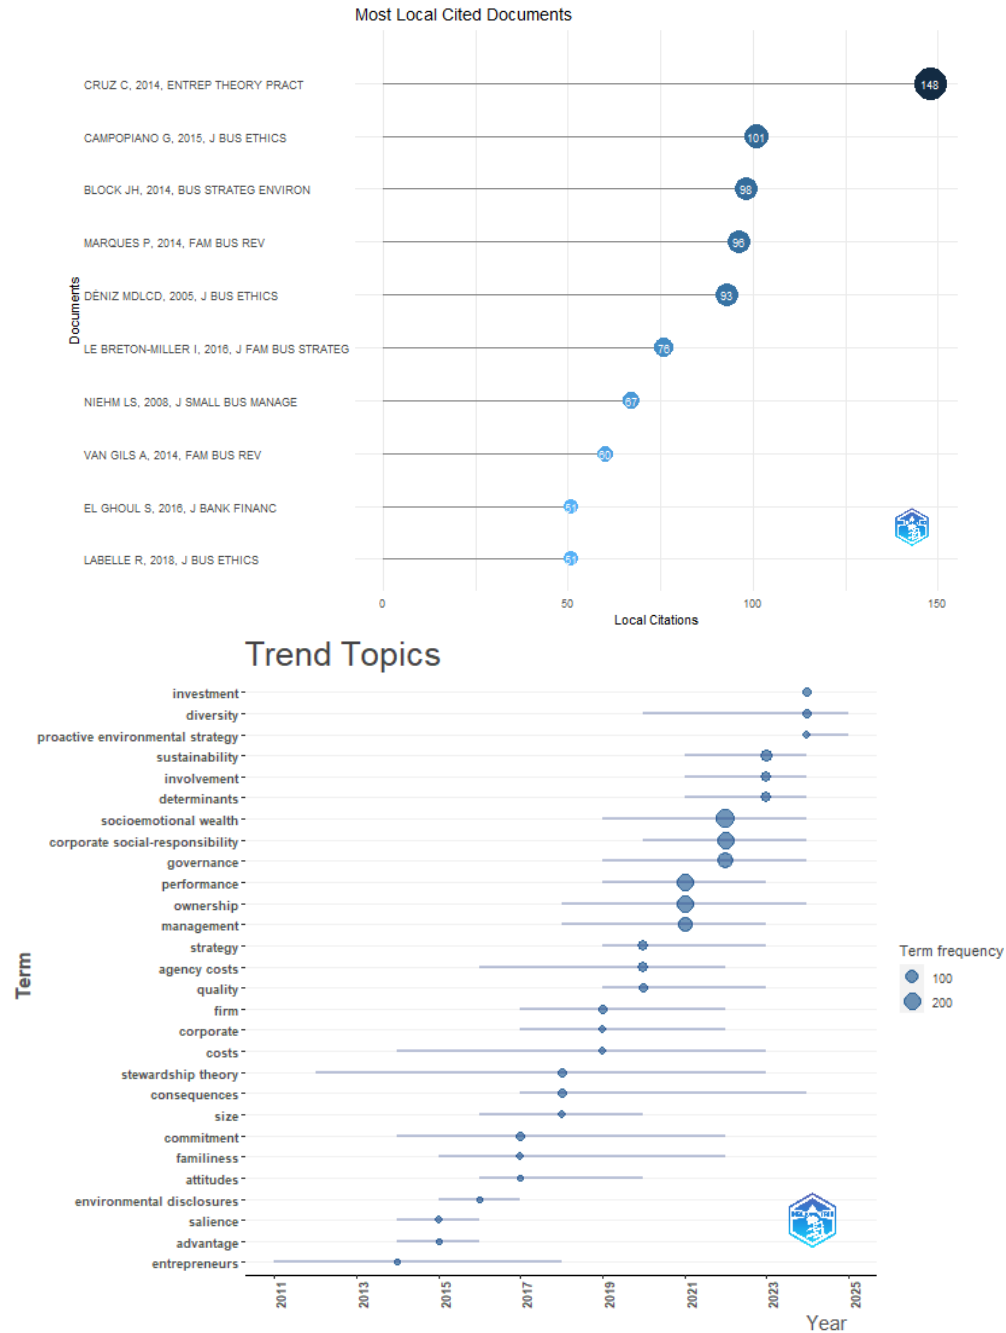 Most Local Cited Documents
Documents
CRUZ C, 2014, ENTREP THEORY PRACT
148
CAMPOPIANO G, 2015, J BUS ETHICS
101
BLOCK JH, 2014, BUS STRATEG ENVIRON
98
MARQUES P, 2014, FAM BUS REV
96
DÉNIZ MDLCD, 2005, J BUS ETHICS
93
LE BRETON-MILLER I, 2016, J FAM BUS STRATEG
76
NIEHM LS, 2008, J SMALL BUS MANAGE
67
VAN GILS A, 2014, FAM BUS REV
60
EL GHOUL S, 2016, J BANK FINANC
51
LABELLE R, 2018, J BUS ETHICS
51
0 50 100 150
Local Citations
Trend Topics
Term
investment
diversity
proactive environmental strategy
sustainability
involvement
determinants
socioemotional wealth
corporate social-responsibility
governance
performance
ownership
management
strategy
agency costs
quality
firm
corporate
costs
stewardship theory
consequences
size
commitment
familiness
attitudes
environmental disclosures
salience
advantage
entrepreneurs
Term frequency
100
200
2011 2013 2015 2017 2019 2021 2023 2025
Year